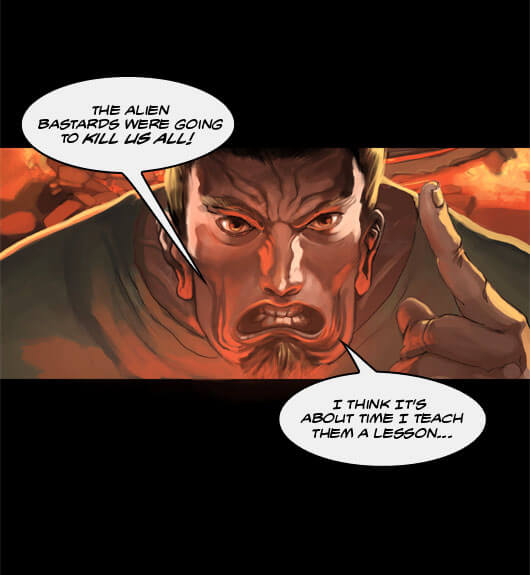 THE ALIEN
BASTARDS WERE GOING
TO KILL US ALL!
I THINK IT'S
ABOUT TIME I TEACH
THEM A LESSON...